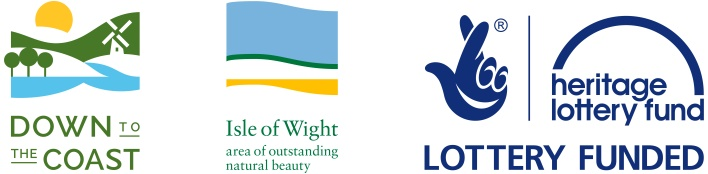 DOWN TO
THE COAST
Isle of Wight
area of outstanding
natural beauty
®
heritage
lottery fund
LOTTERY FUNDED